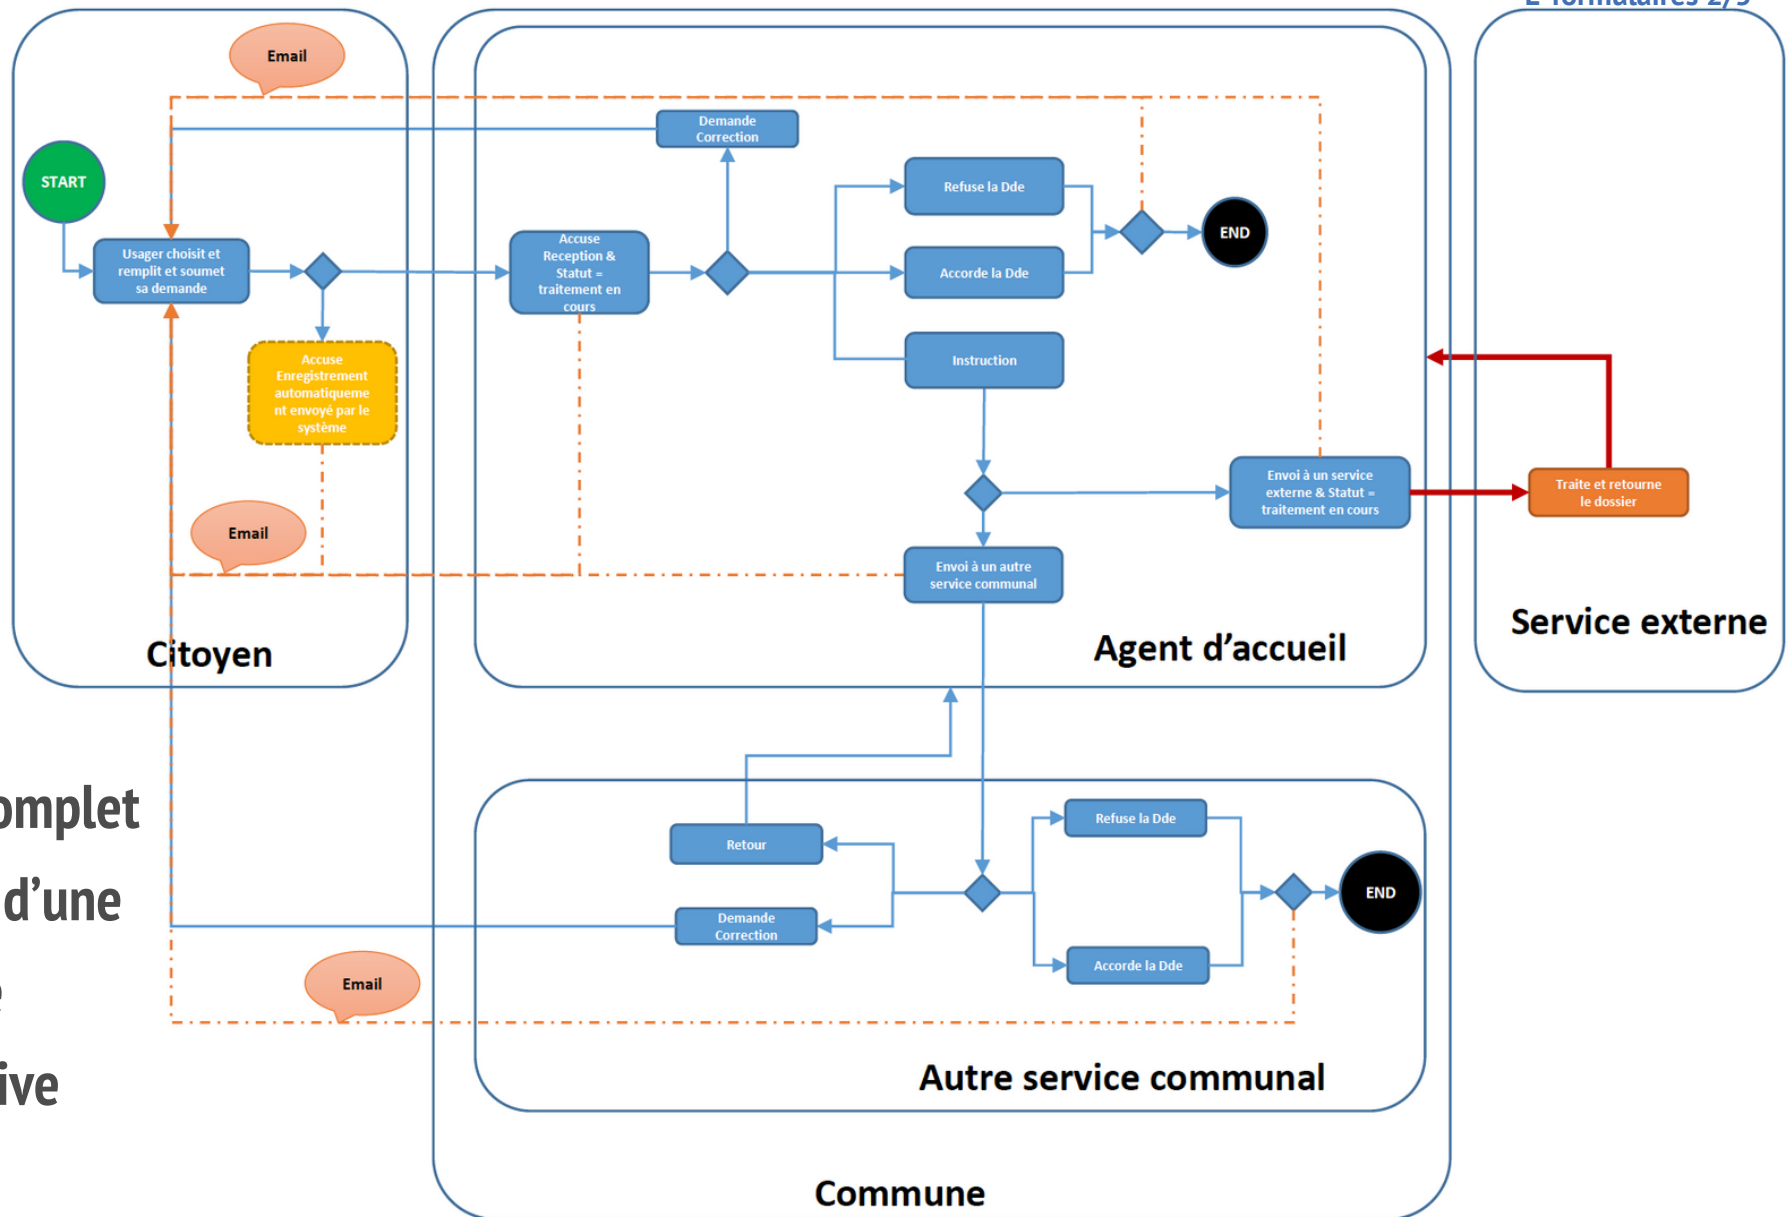 Email
START
Usager choisit et
remplit et soumet
sa demande
Accuse
Enregistrement
automatiqueme
nt envoyé par le
système
Email
Citoyen
Demande
Correction
Accuse
Reception &
Statut =
traitement en
cours
Refuse la Dde
Accorde la Dde
Instruction
END
Envoi à un service
externe & Statut =
traitement en cours
Envoi à un autre
service communal
Agent d’accueil
Traite et retourne
le dossier
Service externe
Retour
Demande
Correction
Refuse la Dde
Accorde la Dde
END
Email
Autre service communal
Commune
omplet
d’une
ive